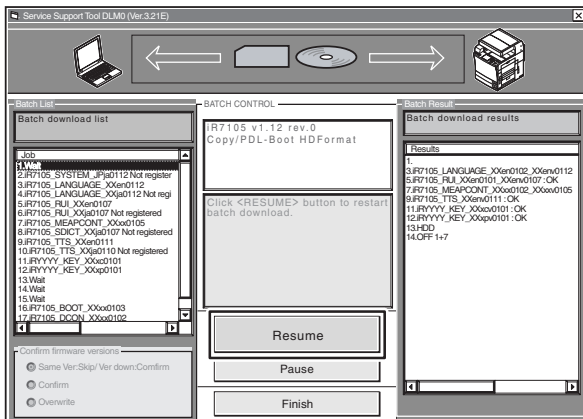 Service Support Tool DLM0 (Ver.3.21E)
Batch List
Batch download list
Job
1.Wait
2.iR7105_SYSTEM_JPja0112 Not register
3.iR7105_LANGUAGE_XXen0112
4.iR7105_LANGUAGE_XXja0112 Not regi
5.iR7105_RUI_XXen0107
6.iR7105_RUI_XXja0107 Not registered
7.iR7105_MEAPCONT_XXxx0105
8.iR7105_SDICT_XXja0107 Not registered
9.iR7105_TTS_XXen0111
10.iR7105_TTS_XXja0110 Not registered
11.iRYYYY_KEY_XXxc0101
12.iRYYYY_KEY_XXxp0101
13.Wait
14.Wait
15.Wait
16.iR7105_BOOT_XXxx0103
17.iR7105_DCON_XXxx0102
Confirm firmware versions
Same Ver:Skip/ Ver down:Comfirm
Confirm
Overwrite
BATCH CONTROL
iR7105 v1.12 rev.0
Copy/PDL-Boot HDFormat
Click <RESUME> button to restart
batch download.
Resume
Pause
Finish
Batch Result
Batch download results
Results
1.
3.iR7105_LANGUAGE_XXen0102_XXenv0112
5.iR7105_RUI_XXen0101_XXenv0107 : OK
7.iR7105_MEAPCONT_XXxx0102_XXxxv0105
9.iR7105_TTS_XXenv0111 : OK
11.iRYYYY_KEY_XXxcv0101 : OK
12.iRYYYY_KEY_XXxpv0101 : OK
13.HDD
14.OFF 1+7